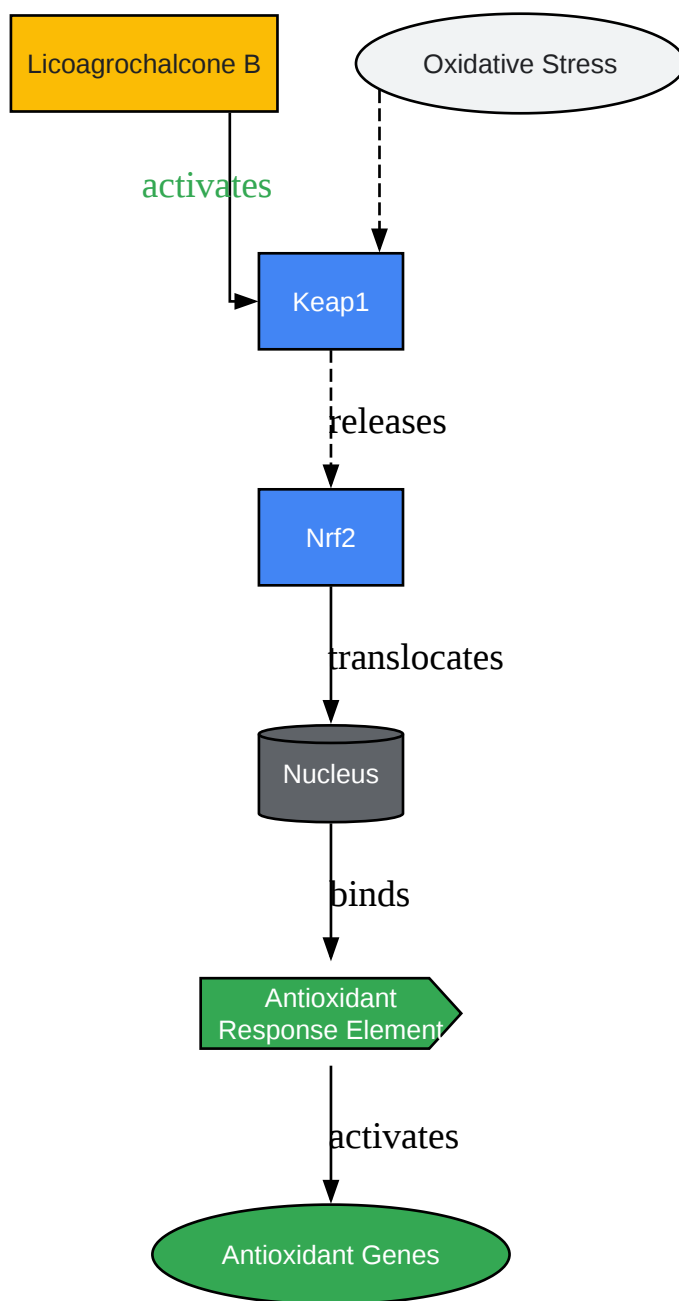 Licoagrochalcone B
Oxidative Stress
activates
Keap1
releases
Nrf2
translocates
Nucleus
binds
Antioxidant
Response Element
activates
Antioxidant Genes